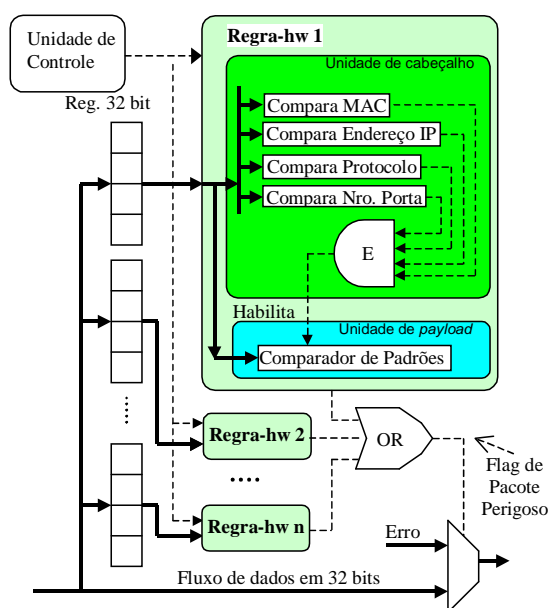 Unidade de
Controle
Regra-hw 1
Unidade de cabeçalho
Reg. 32 bit
Compara MAC
Compara Endereço IP
Compara Protocolo
Compara Nro. Porta
E
Habilita
Unidade de payload
Comparador de Padrões
.....
Regra-hw 2
OR
Flag de
Pacote
Perigoso
....
Regra-hw n
Erro
Fluxo de dados em 32 bits